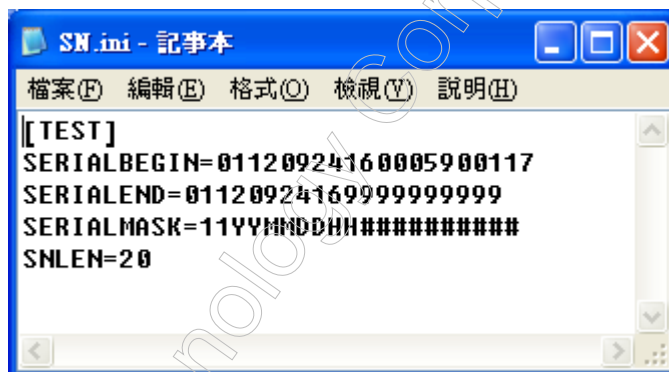 SN.ini - 記事本
檔案(F) 編輯(E) 格式(O) 檢視(V) 說明(H)
[TEST]
SERIALBEGIN=01120924160005900117
SERIALEND=01120924169999999999
SERIALMASK=11YYMMDDHH##########
SNLEN=20